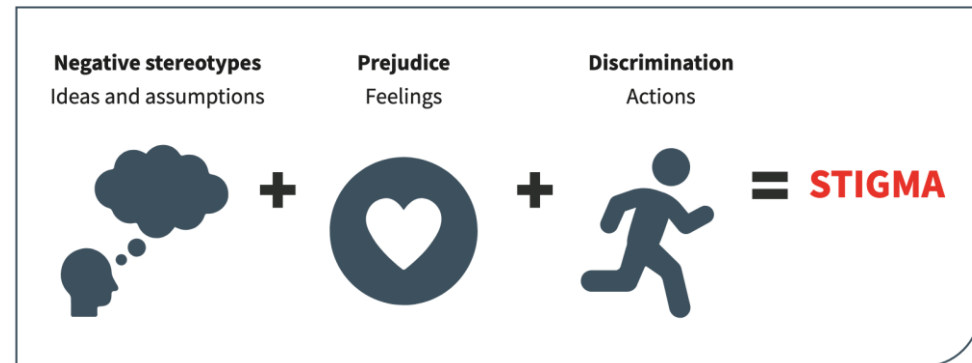 Negative stereotypes
Ideas and assumptions
Prejudice
Feelings
Discrimination
Actions
+
+
= STIGMA